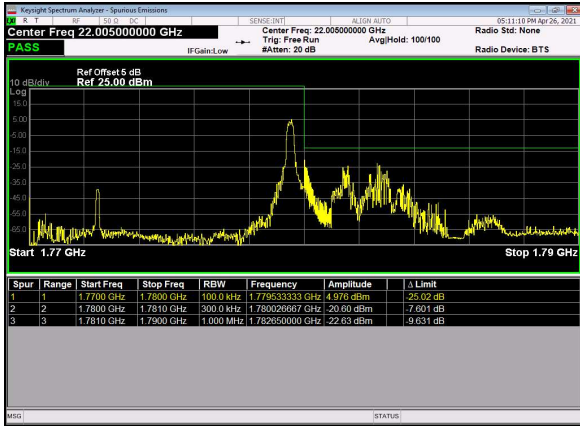 Keysight Spectrum Analyzer - Spurious Emissions
R T RF 50 Ω DC SENSE:INT ALIGN AUTO 05:11:10 PM Apr 26, 2021
Center Freq 22.005000000 GHz Center Freq: 22.005000000 GHz Radio Std: None
Trig: Free Run Avg|Hold: 100/100
PASS IFGain:Low #Atten: 20 dB Radio Device: BTS
Ref Offset 5 dB
10 dB/div Ref 25.00 dBm
Log
15.0
5.00
-5.00
-15.0
-25.0
-35.0
-45.0
-55.0
-65.0
Start 1.77 GHz Stop 1.79 GHz
Spur Range Start Freq Stop Freq RBW Frequency Amplitude Δ Limit
1 1 1.7700 GHz 1.7800 GHz 100.0 kHz 1.779533333 GHz 4.976 dBm -25.02 dB
2 2 1.7800 GHz 1.7810 GHz 300.0 kHz 1.780026667 GHz -20.60 dBm -7.601 dB
3 3 1.7810 GHz 1.7900 GHz 1.000 MHz 1.782650000 GHz -22.63 dBm -9.631 dB
MSG STATUS